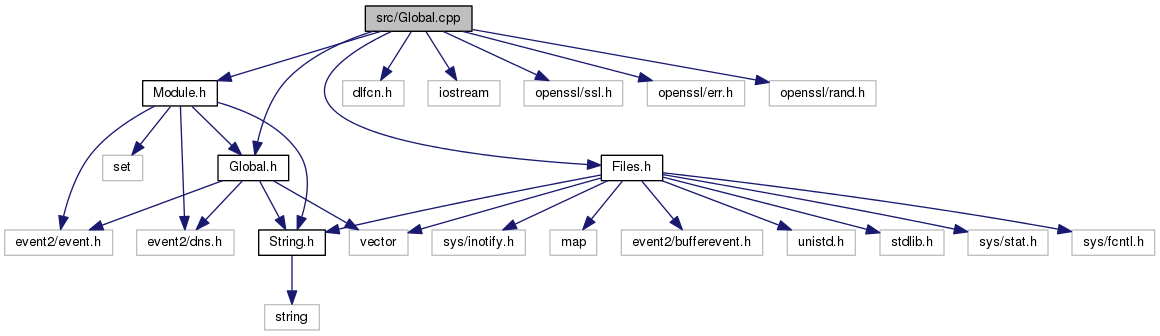 src/Global.cpp
Module.h
dlfcn.h
iostream
openssl/ssl.h
openssl/err.h
openssl/rand.h
set
Global.h
Files.h
event2/event.h
event2/dns.h
String.h
vector
sys/inotify.h
map
event2/bufferevent.h
unistd.h
stdlib.h
sys/stat.h
sys/fcntl.h
string